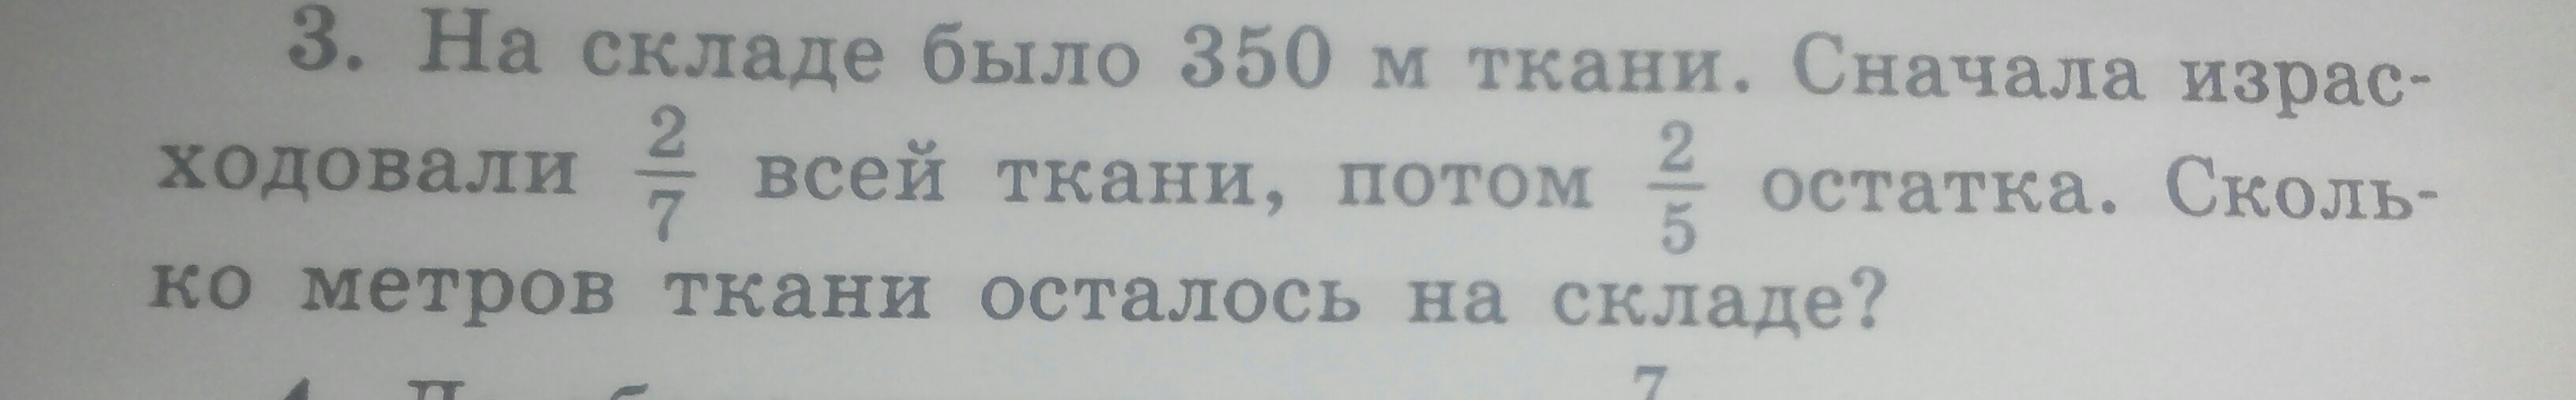 3. На складе было 350 м ткани. Сначала израс-
ходовали 2/7 всей ткани, потом 2/5 остатка. Сколь-
ко метров ткани осталось на складе?
7